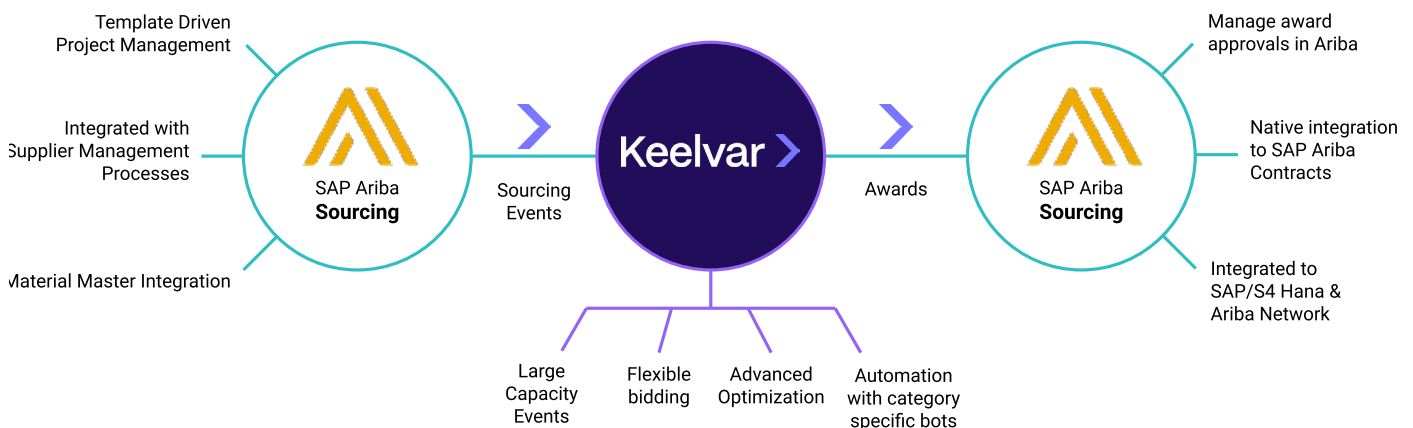 Template Driven
Project Management
Integrated with
Supplier Management
Processes
Material Master Integration
SAP Ariba
Sourcing
Sourcing
Events
Keelvar
Large
Capacity
Events
Flexible
bidding
Advanced
Optimization
Automation
with category
specific bots
Awards
SAP Ariba
Sourcing
Manage award
approvals in Ariba
Native integration
to SAP Ariba
Contracts
Integrated to
SAP/S4 Hana &
Ariba Network